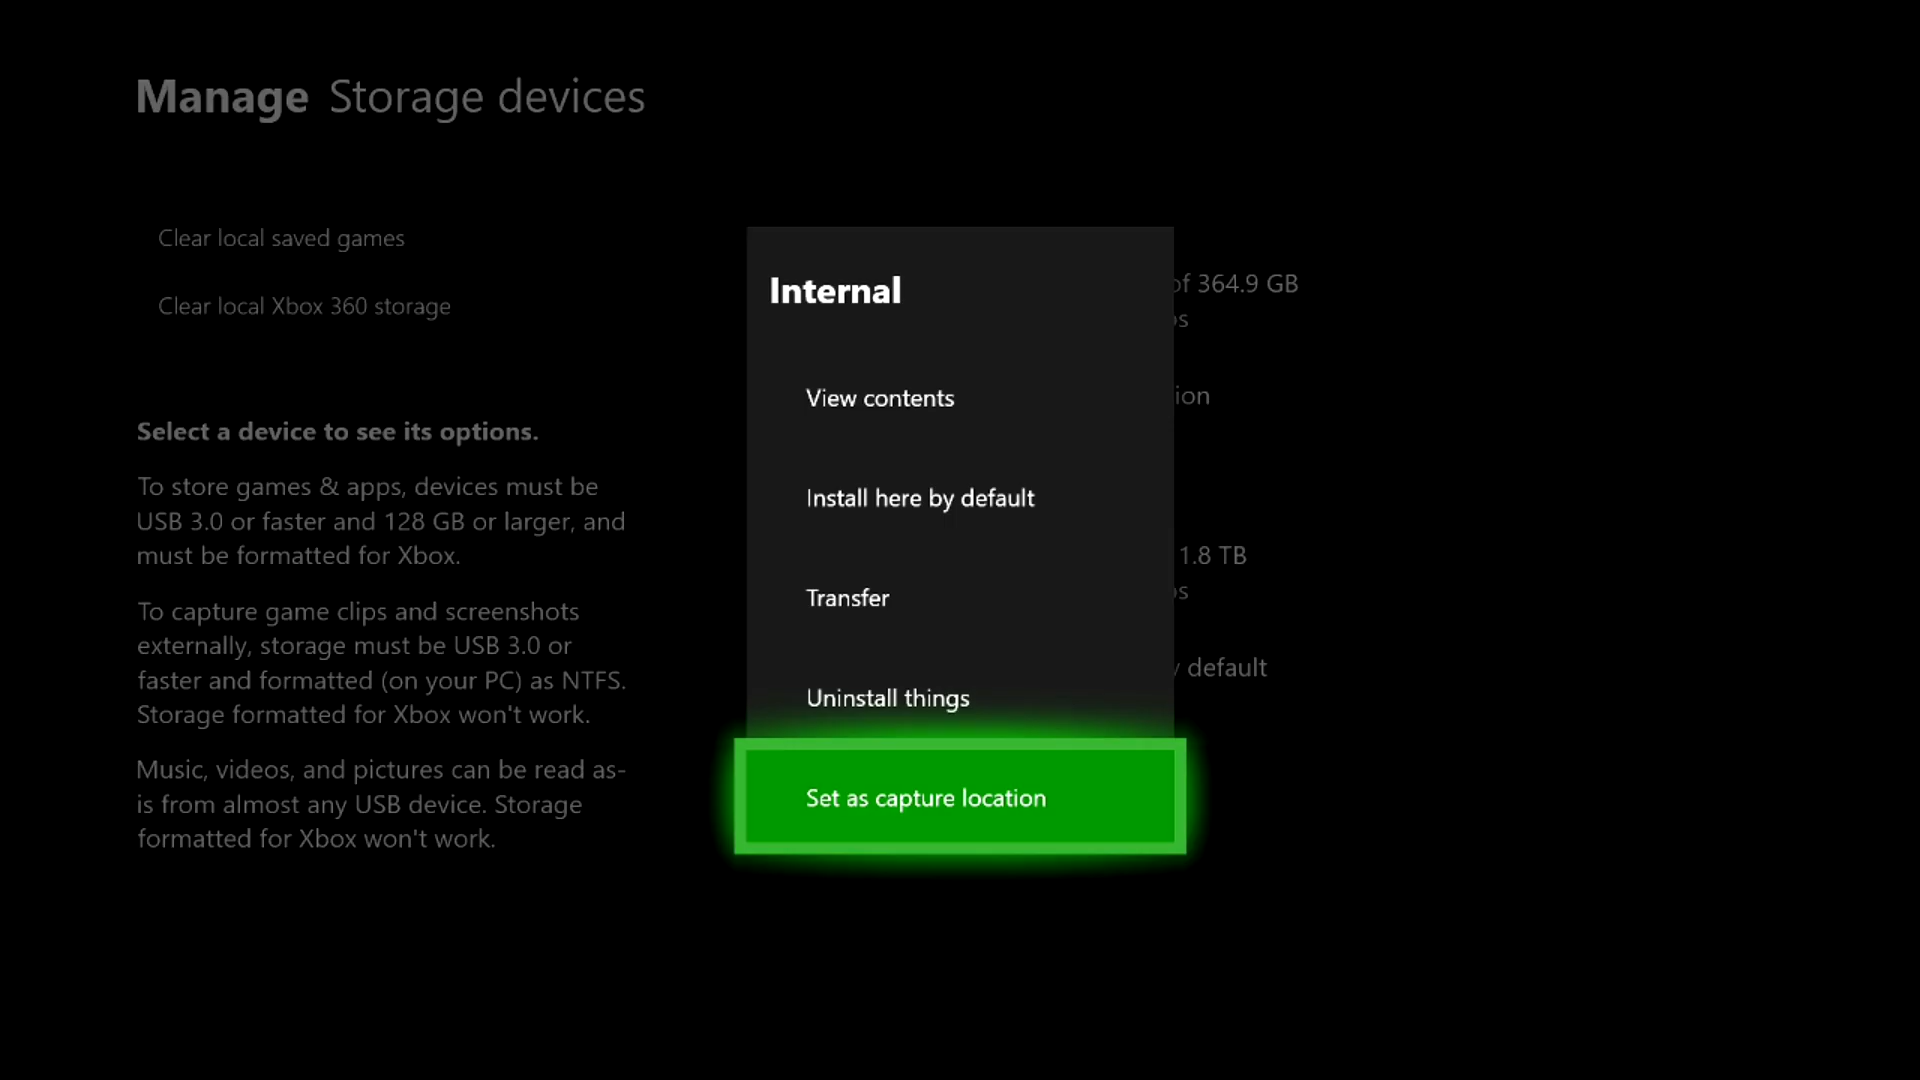 Manage Storage devices
Clear local saved games
Clear local Xbox 360 storage
Select a device to see its options.
To store games & apps, devices must be
USB 3.0 or faster and 128 GB or larger, and
must be formatted for Xbox.
To capture game clips and screenshots
externally, storage must be USB 3.0 or
faster and formatted (on your PC) as NTFS.
Storage formatted for Xbox won't work.
Music, videos, and pictures can be read as-
is from almost any USB device. Storage
formatted for Xbox won't work.
Internal
View contents
Install here by default
Transfer
Uninstall things
Set as capture location
of 364.9 GB
1.8 TB
default